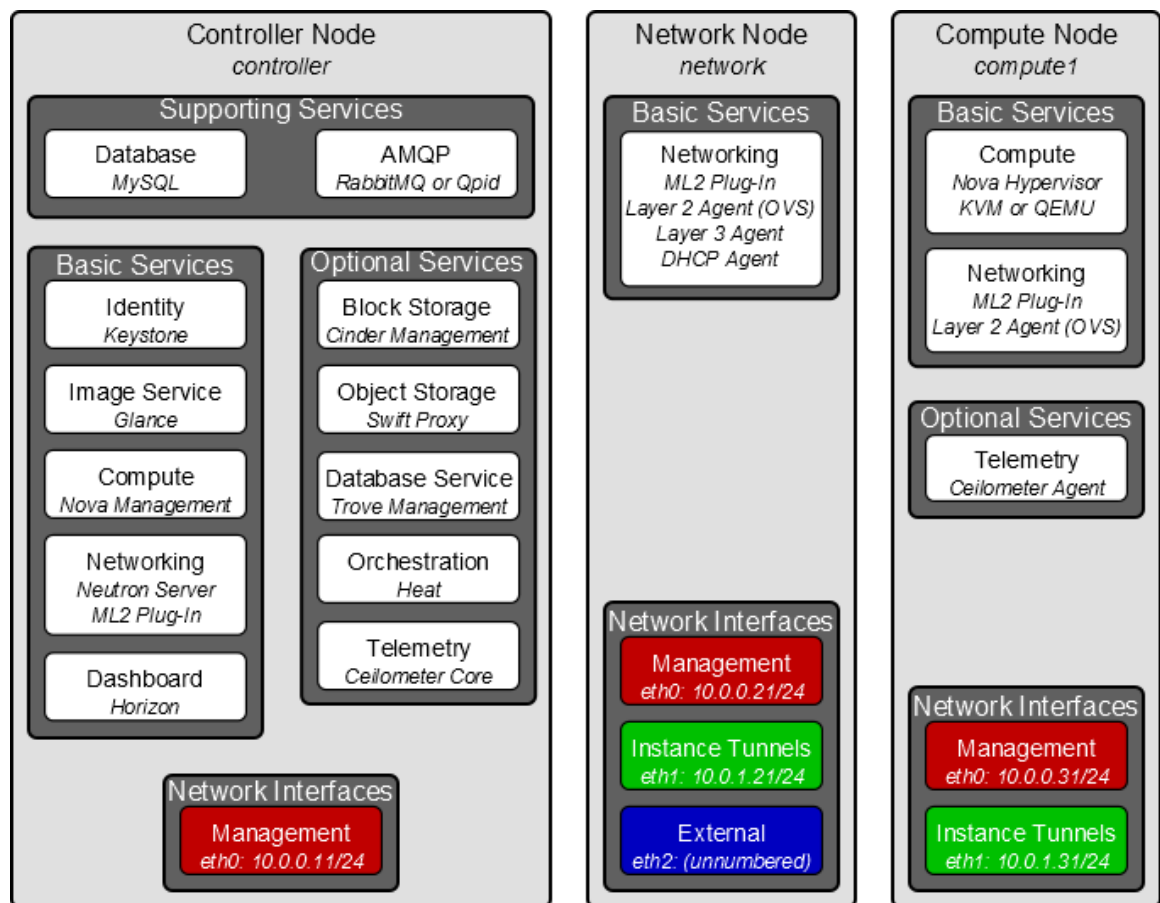 Controller Node
controller
Supporting Services
Database
MySQL
AMQP
RabbitMQ or Qpid
Basic Services
Identity
Keystone
Image Service
Glance
Compute
Nova Management
Networking
Neutron Server
ML2 Plug-In
Dashboard
Horizon
Optional Services
Block Storage
Cinder Management
Object Storage
Swift Proxy
Database Service
Trove Management
Orchestration
Heat
Telemetry
Ceilometer Core
Network Interfaces
Management
eth0: 10.0.0.11/24
Network Node
network
Basic Services
Networking
ML2 Plug-In
Layer 2 Agent (OVS)
Layer 3 Agent
DHCP Agent
Network Interfaces
Management
eth0: 10.0.0.21/24
Instance Tunnels
eth1: 10.0.1.21/24
External
eth2: (unnumbered)
Compute Node
compute1
Basic Services
Compute
Nova Hypervisor
KVM or QEMU
Networking
ML2 Plug-In
Layer 2 Agent (OVS)
Optional Services
Telemetry
Ceilometer Agent
Network Interfaces
Management
eth0: 10.0.0.31/24
Instance Tunnels
eth1: 10.0.1.31/24